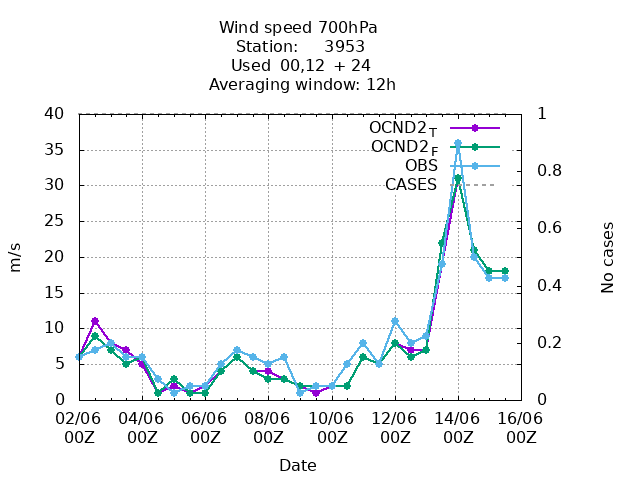 Wind speed 700hPa
Station: 3953
Used 00,12 + 24
Averaging window: 12h
OCND2T
OCND2F
OBS
CASES
m/s
40
35
30
25
20
15
10
5
0
No cases
1
0.8
0.6
0.4
0.2
0
02/06 04/06 06/06 08/06 10/06 12/06 14/06 16/06
00Z 00Z 00Z 00Z 00Z 00Z 00Z 00Z
Date